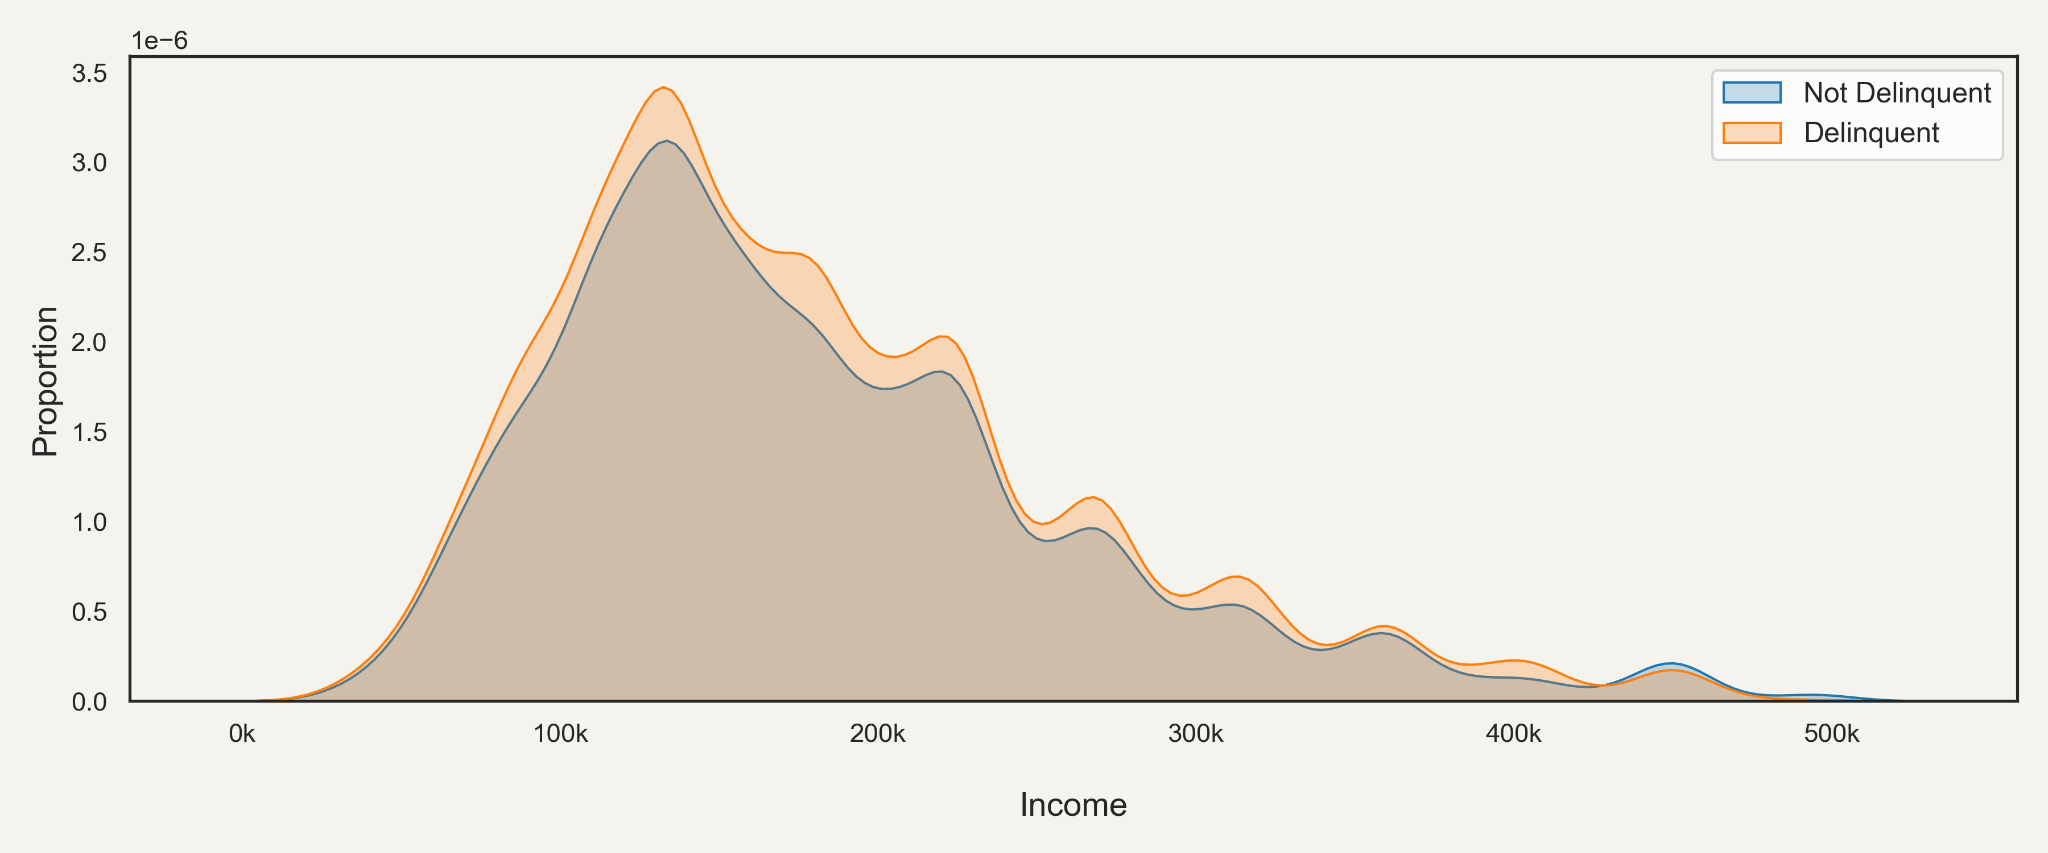 1e−6
3.5
3.0
2.5
2.0
1.5
1.0
0.5
0.0
Proportion
Not Delinquent
Delinquent
0k 100k 200k 300k 400k 500k
Income